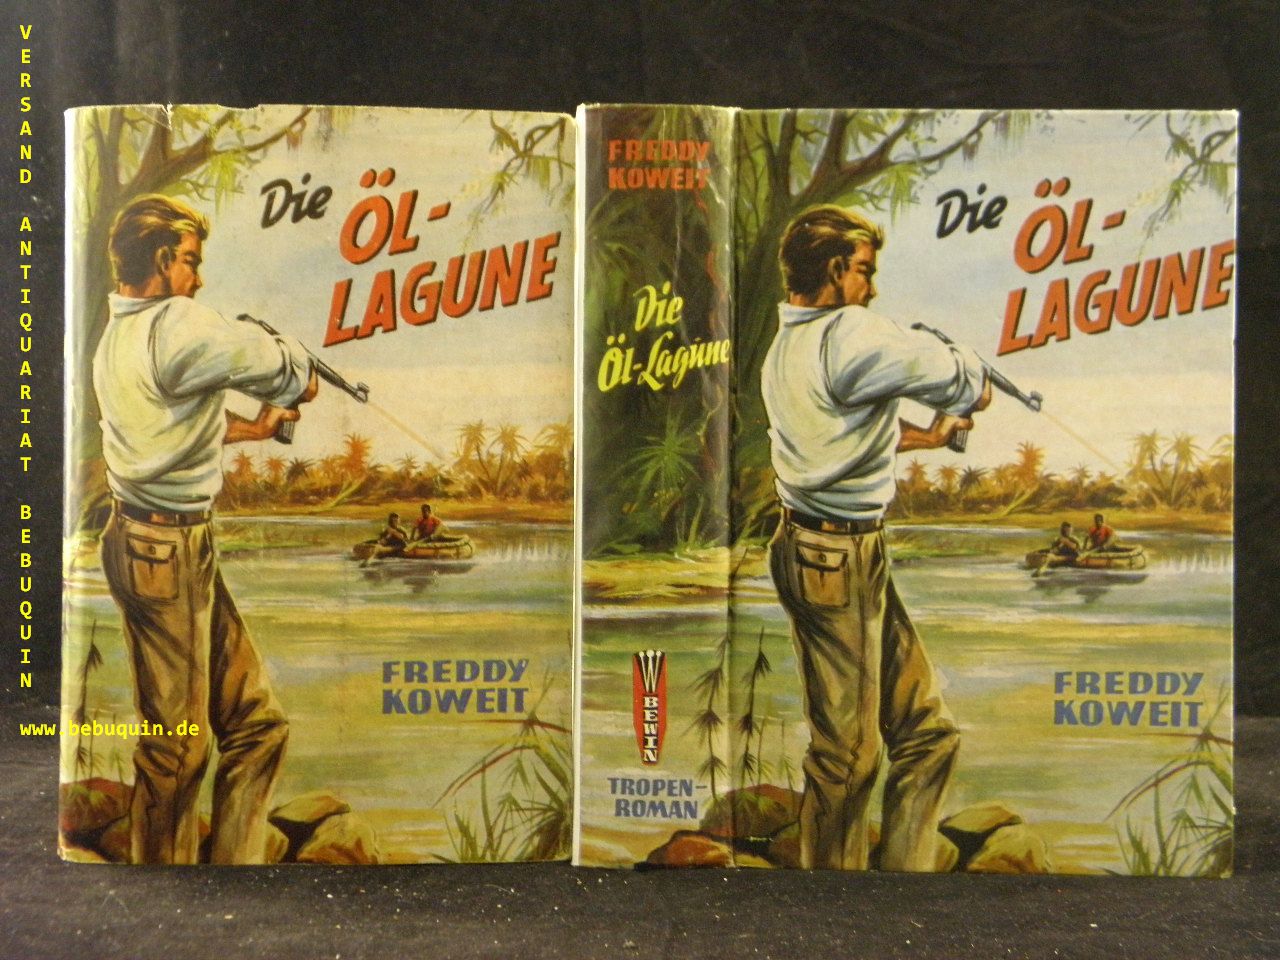 VERSAND ANTIQUARIAT BEBUQUIN
www.bebuquin.de
Die
ÖL-
LAGUNE
FREDDY
KOWEIT
FREDDY
KOWEIT
Die
Öl-Lagune
W
BEWIN
TROPEN-
ROMAN
Die
ÖL-
LAGUNE
FREDDY
KOWEIT